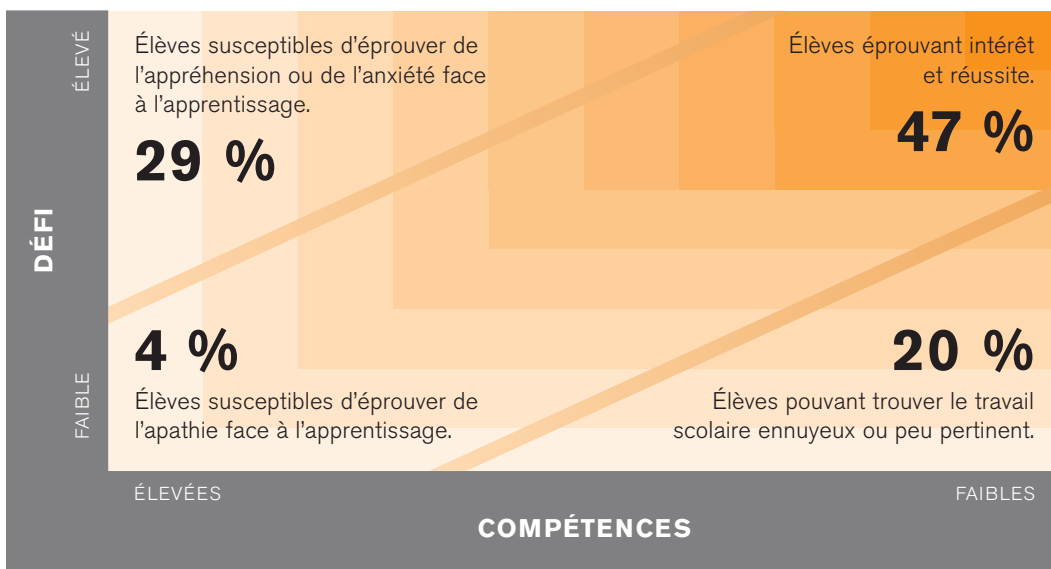 ÉLEVÉ
DÉFI
FAIBLE
Élèves susceptibles d’éprouver de
l’appréhension ou de l’anxiété face
à l’apprentissage.
29 %
Élèves éprouvant intérêt
et réussite.
47 %
4 %
Élèves susceptibles d’éprouver de
l’apathie face à l’apprentissage.
20 %
Élèves pouvant trouver le travail
scolaire ennuyeux ou peu pertinent.
ÉLEVÉES
FAIBLES
COMPÉTENCES